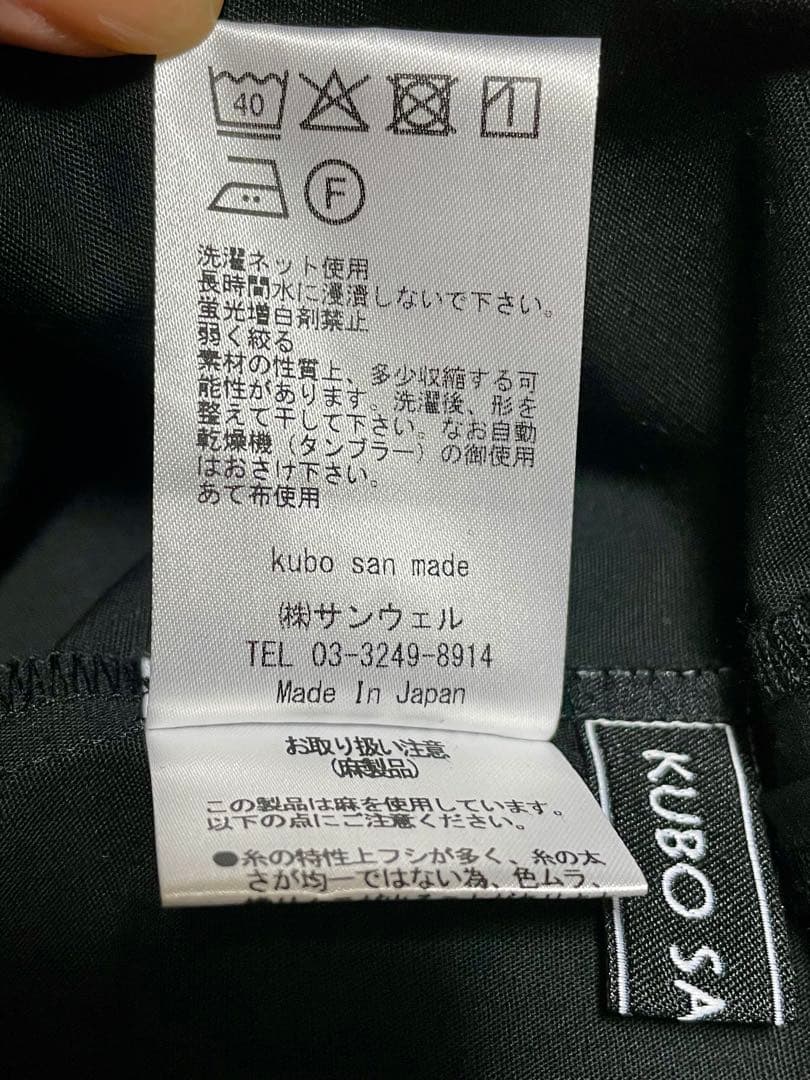 40
F
洗濯ネット使用
長時間水に漫漬しないで下さい。
蛍光増白剤禁止
弱く絞る
素材の性質上、多少収縮する可
能性があります。洗濯後、形を
整えて干して下さい。なお自動
乾燥機(タンブラー)の御使用
はおさけ下さい。
あて布使用
kubo san made
㈱サンウェル
TEL 03-3249-8914
Made In Japan
お取り扱い注意
(麻製品)
この製品は麻を使用しています。
以下の点にご注意ください。
●糸の特性上フシが多く、糸の太
さが均一ではない為、色ムラ、
KUBO SA